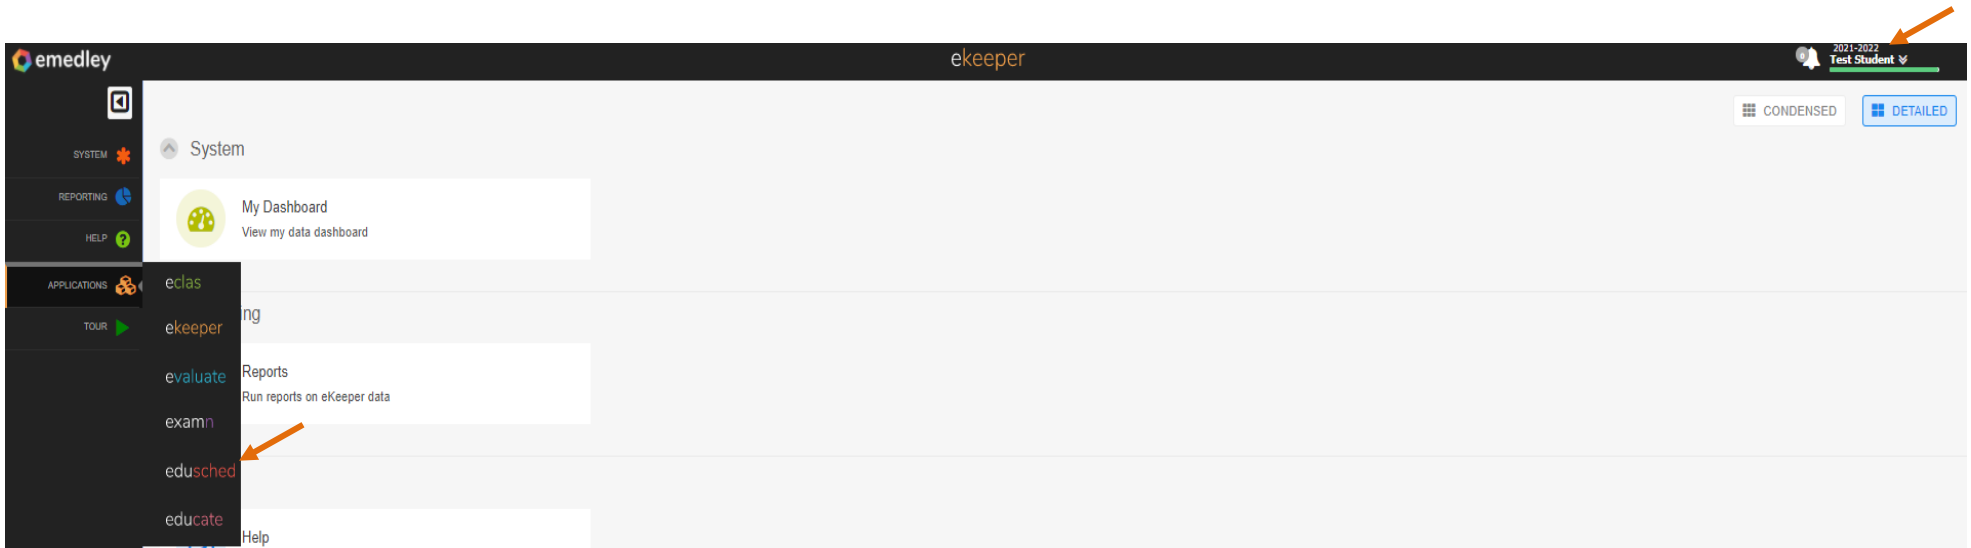 emedley
ekeeper
0
2021-2022
Test Student
CONDENSED
DETAILED
SYSTEM
REPORTING
HELP
APPLICATIONS
TOUR
System
My Dashboard
View my data dashboard
eclas
ekeeper
evaluate
examn
edusched
educate
ing
Reports
Run reports on eKeeper data
Help